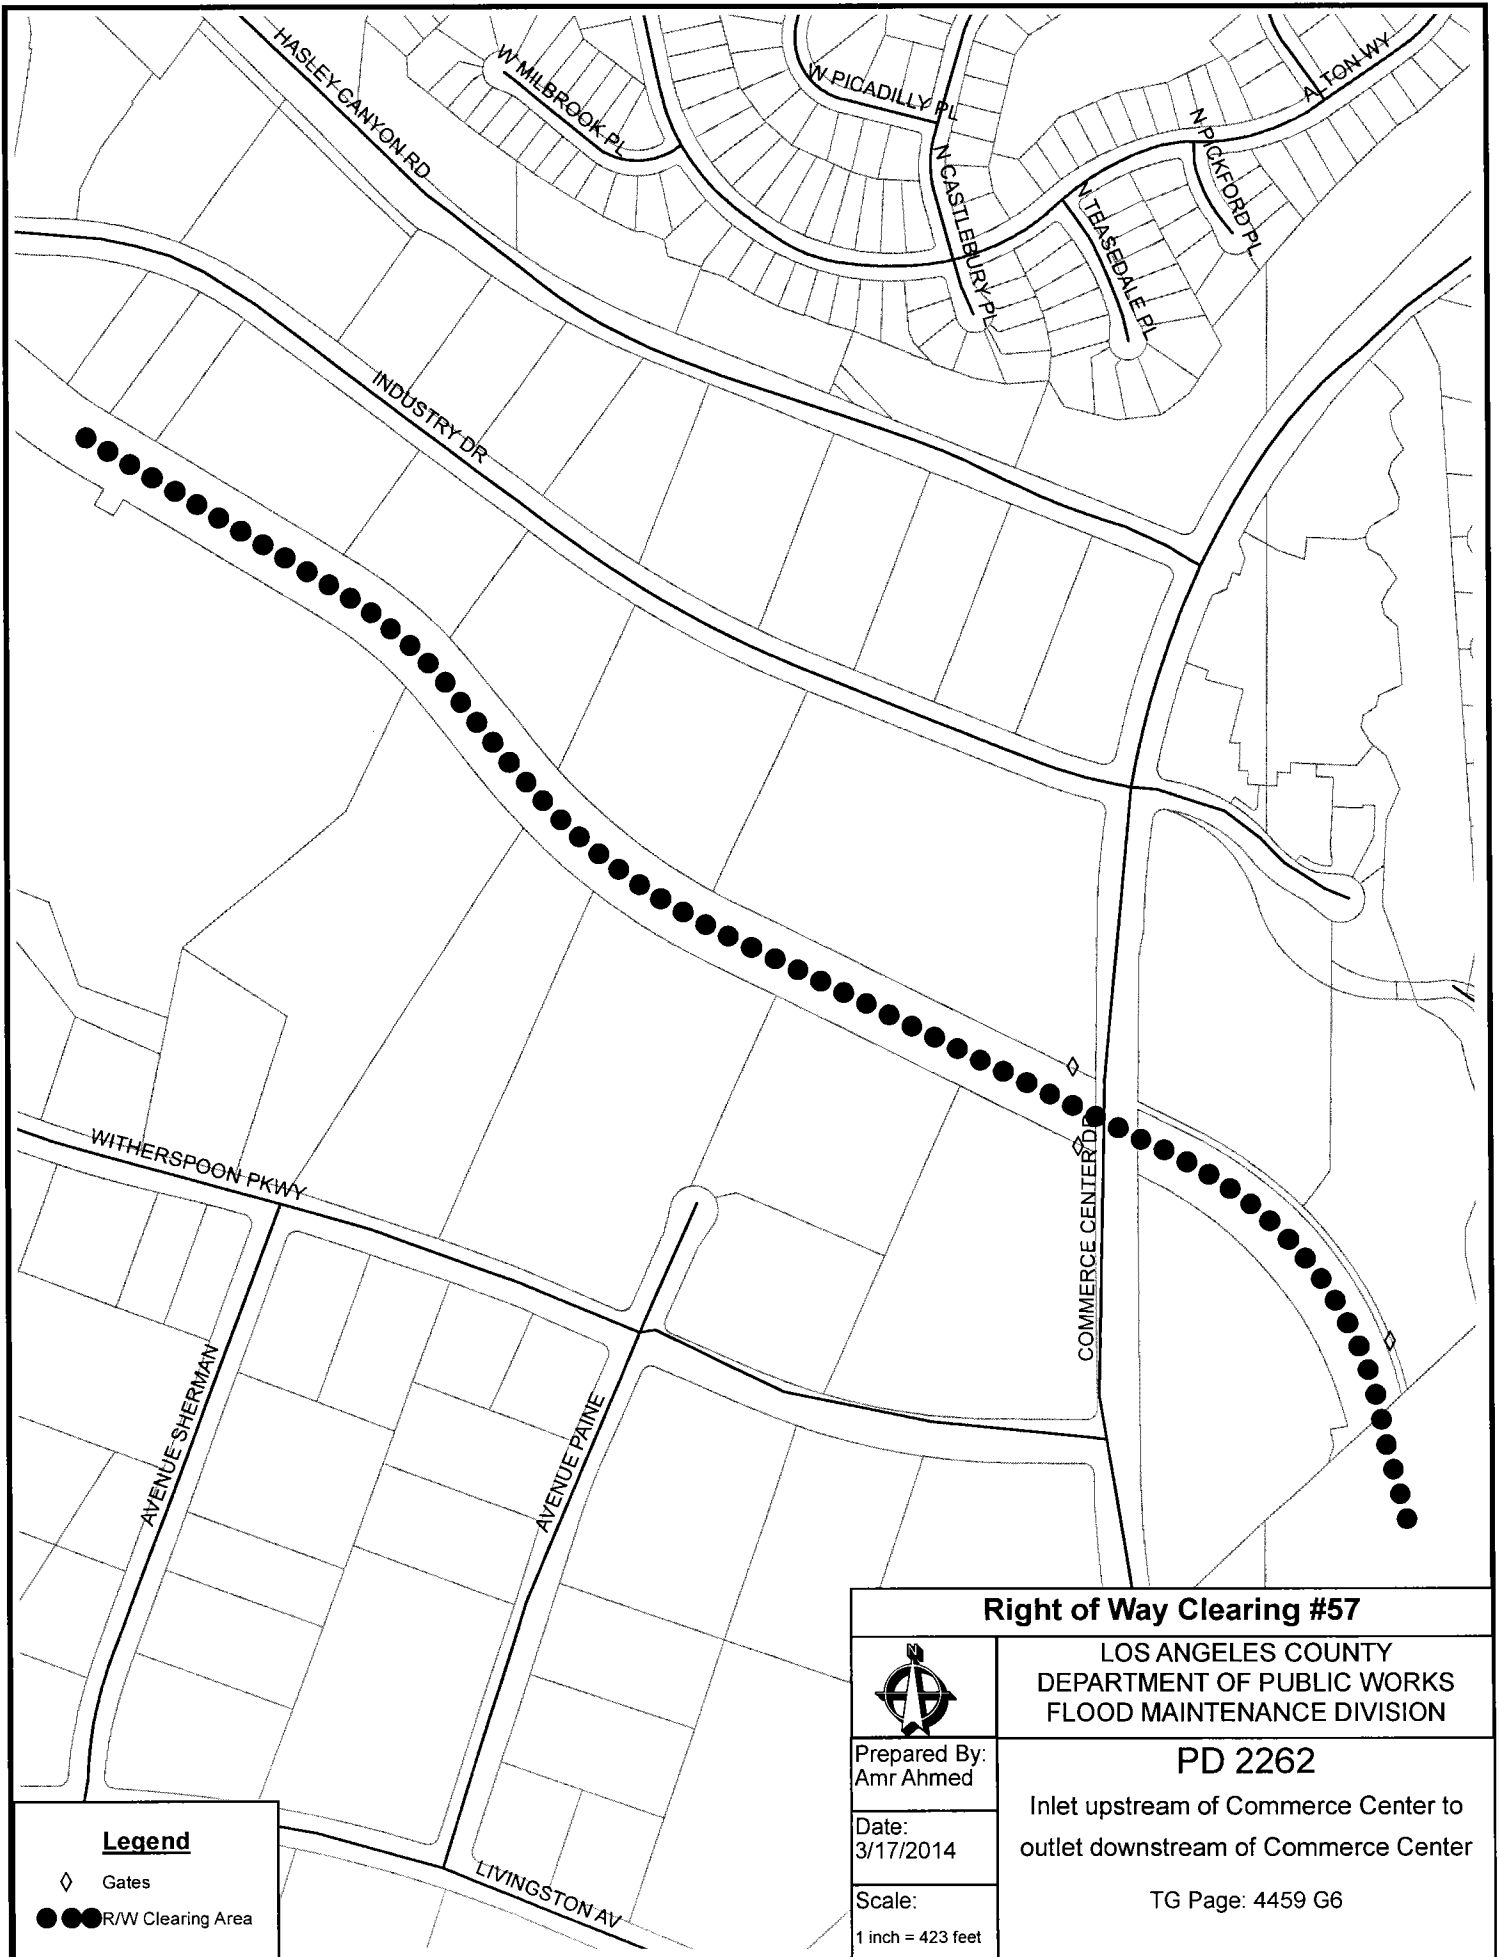 HASLEY CANYON RD
W MILBROOK PL
W PICADILLY PL
ALTON WY
N PICKFORD PL
N CASTLEBURY PL
N TEASEDALE PL
INDUSTRY DR
COMMERCE CENTER DR
WITHERSPOON PKWY
AVENUE SHERMAN
AVENUE PAINE
LIVINGSTON AV
Legend
Gates
R/W Clearing Area
Right of Way Clearing #57
N
LOS ANGELES COUNTY
DEPARTMENT OF PUBLIC WORKS
FLOOD MAINTENANCE DIVISION
Prepared By:
Amr Ahmed
Date:
3/17/2014
Scale:
1 inch = 423 feet
PD 2262
Inlet upstream of Commerce Center to
outlet downstream of Commerce Center
TG Page: 4459 G6